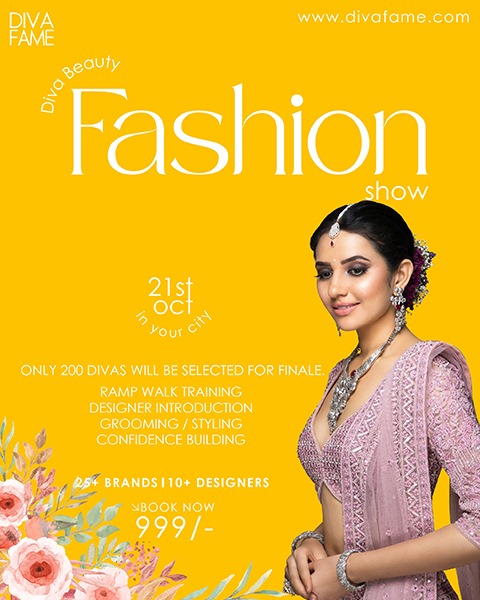 DIVA
FAME
www.divafame.com
Diva Beauty
Fashion
show
21st
oct
in your city
ONLY 200 DIVAS WILL BE SELECTED FOR FINALE.
RAMP WALK TRAINING
DESIGNER INTRODUCTION
GROOMING / STYLING
CONFIDENCE BUILDING
25+ BRANDS|10+ DESIGNERS
↘BOOK NOW
999/-